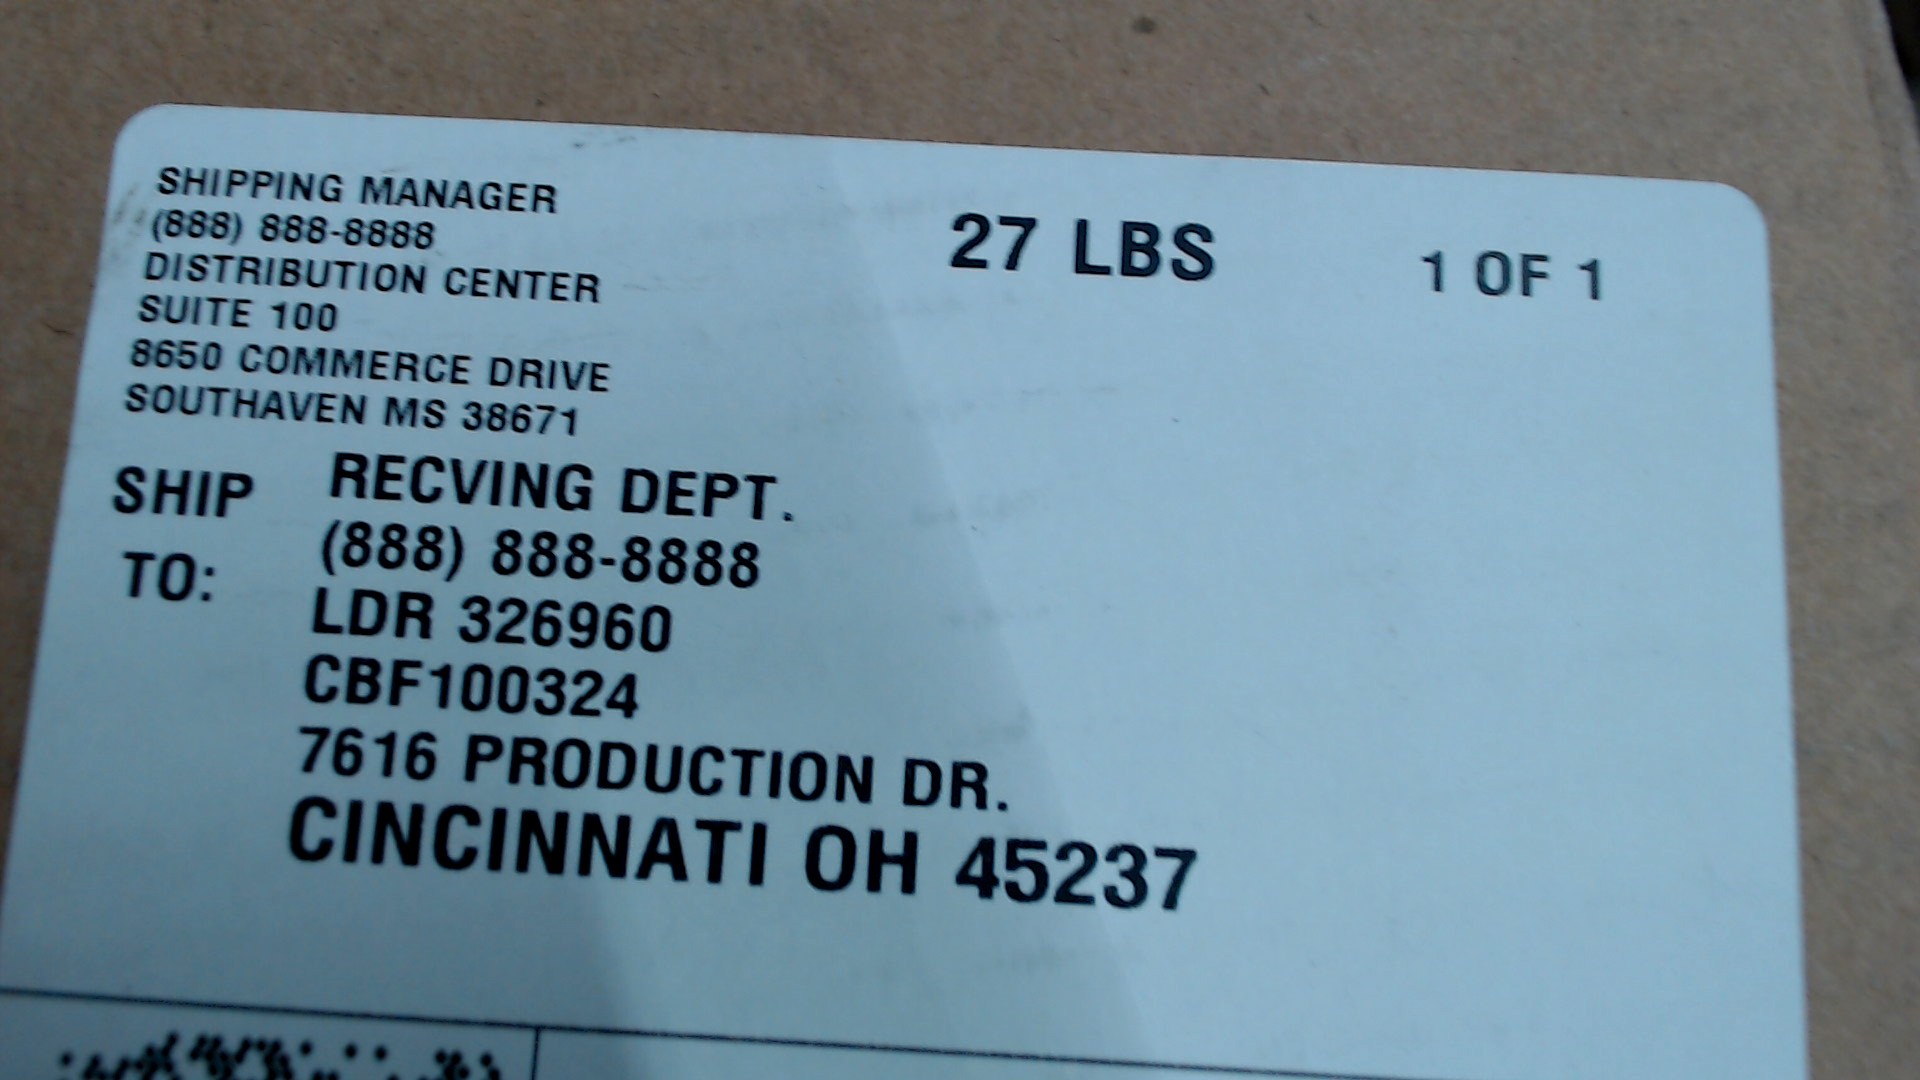 SHIPPING MANAGER
(888) 888-8888
DISTRIBUTION CENTER
SUITE 100
8650 COMMERCE DRIVE
SOUTHAVEN MS 38671
27 LBS
1 OF 1
SHIP TO:
RECVING DEPT.
(888) 888-8888
LDR 326960
CBF100324
7616 PRODUCTION DR.
CINCINNATI OH 45237